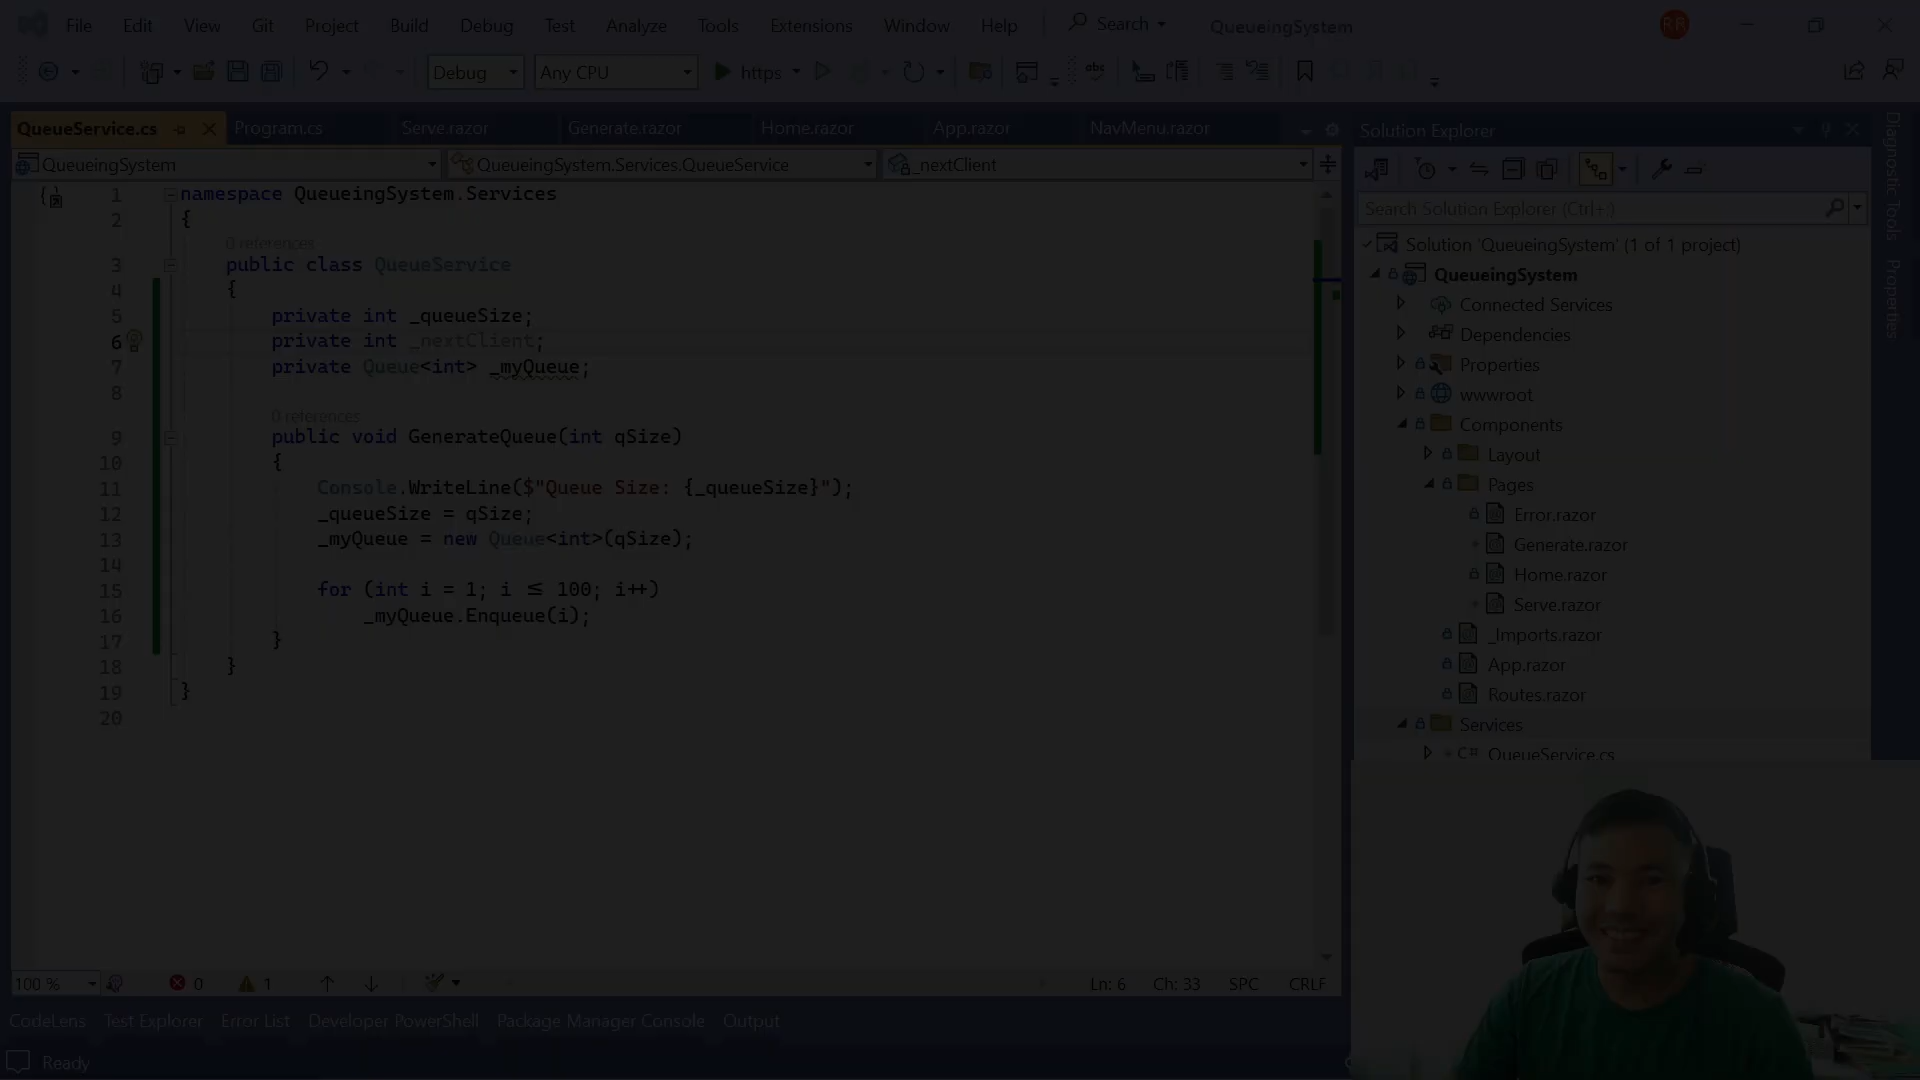 File Edit View Git Project Build Debug Test Analyze Tools Extensions Window Help Search QueueingSystem RR
Debug Any CPU https
QueueService.cs Program.cs Serve.razor Generate.razor Home.razor App.razor NavMenu.razor
QueueingSystem QueueingSystem.Services.QueueService _nextClient
1 namespace QueueingSystem.Services
2 {
0 references
3 public class QueueService
4 {
5 private int _queueSize;
6 private int _nextClient;
7 private Queue<int> _myQueue;
8
0 references
9 public void GenerateQueue(int qSize)
10 {
11 Console.WriteLine($"Queue Size: {_queueSize}");
12 _queueSize = qSize;
13 _myQueue = new Queue<int>(qSize);
14
15 for (int i = 1; i ≤ 100; i++)
16 _myQueue.Enqueue(i);
17 }
18 }
19 }
20
100 % 0 1 Ln: 6 Ch: 33 SPC CRLF
CodeLens Test Explorer Error List Developer PowerShell Package Manager Console Output
Ready
Solution Explorer
Search Solution Explorer (Ctrl+;)
Solution 'QueueingSystem' (1 of 1 project)
QueueingSystem
Connected Services
Dependencies
Properties
wwwroot
Components
Layout
Pages
Error.razor
Generate.razor
Home.razor
Serve.razor
_Imports.razor
App.razor
Routes.razor
Services
C# QueueService.cs
Diagnostic Tools
Properties